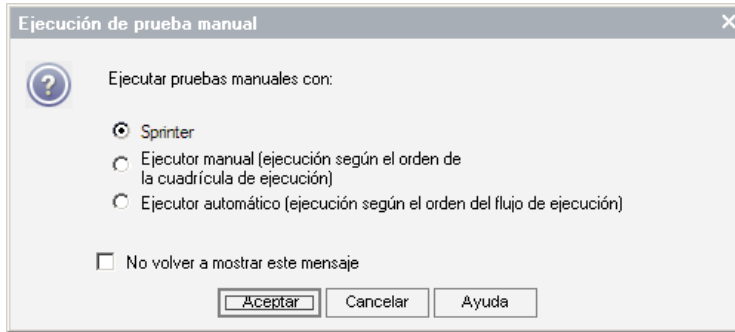 Ejecución de prueba manual
Ejecutar pruebas manuales con:
Sprinter
Ejecutor manual (ejecución según el orden de
la cuadrícula de ejecución)
Ejecutor automático (ejecución según el orden del flujo de ejecución)
No volver a mostrar este mensaje
Aceptar Cancelar Ayuda